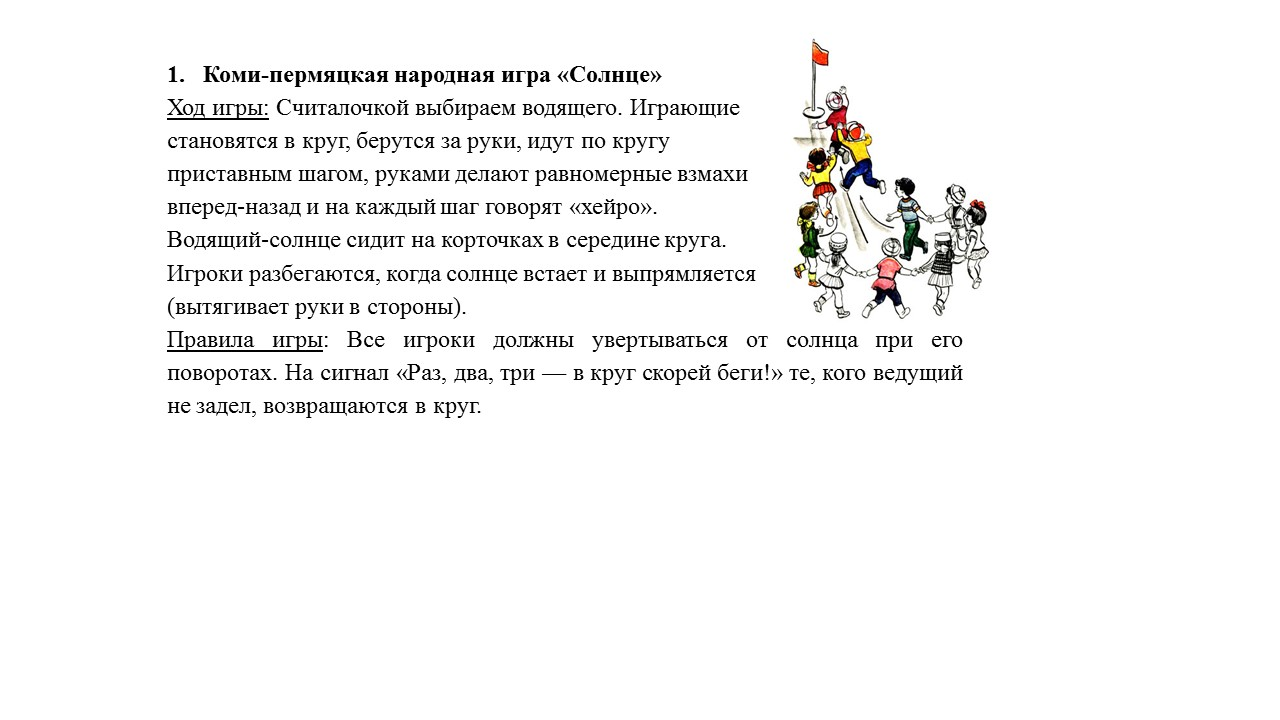 1. Коми-пермяцкая народная игра «Солнце»
Ход игры: Считалочкой выбираем водящего. Играющие
становятся в круг, берутся за руки, идут по кругу
приставным шагом, руками делают равномерные взмахи
вперед-назад и на каждый шаг говорят «хейро».
Водящий-солнце сидит на корточках в середине круга.
Игроки разбегаются, когда солнце встает и выпрямляется
(вытягивает руки в стороны).
Правила игры: Все игроки должны увертываться от солнца при его
поворотах. На сигнал «Раз, два, три — в круг скорей беги!» те, кого ведущий
не задел, возвращаются в круг.